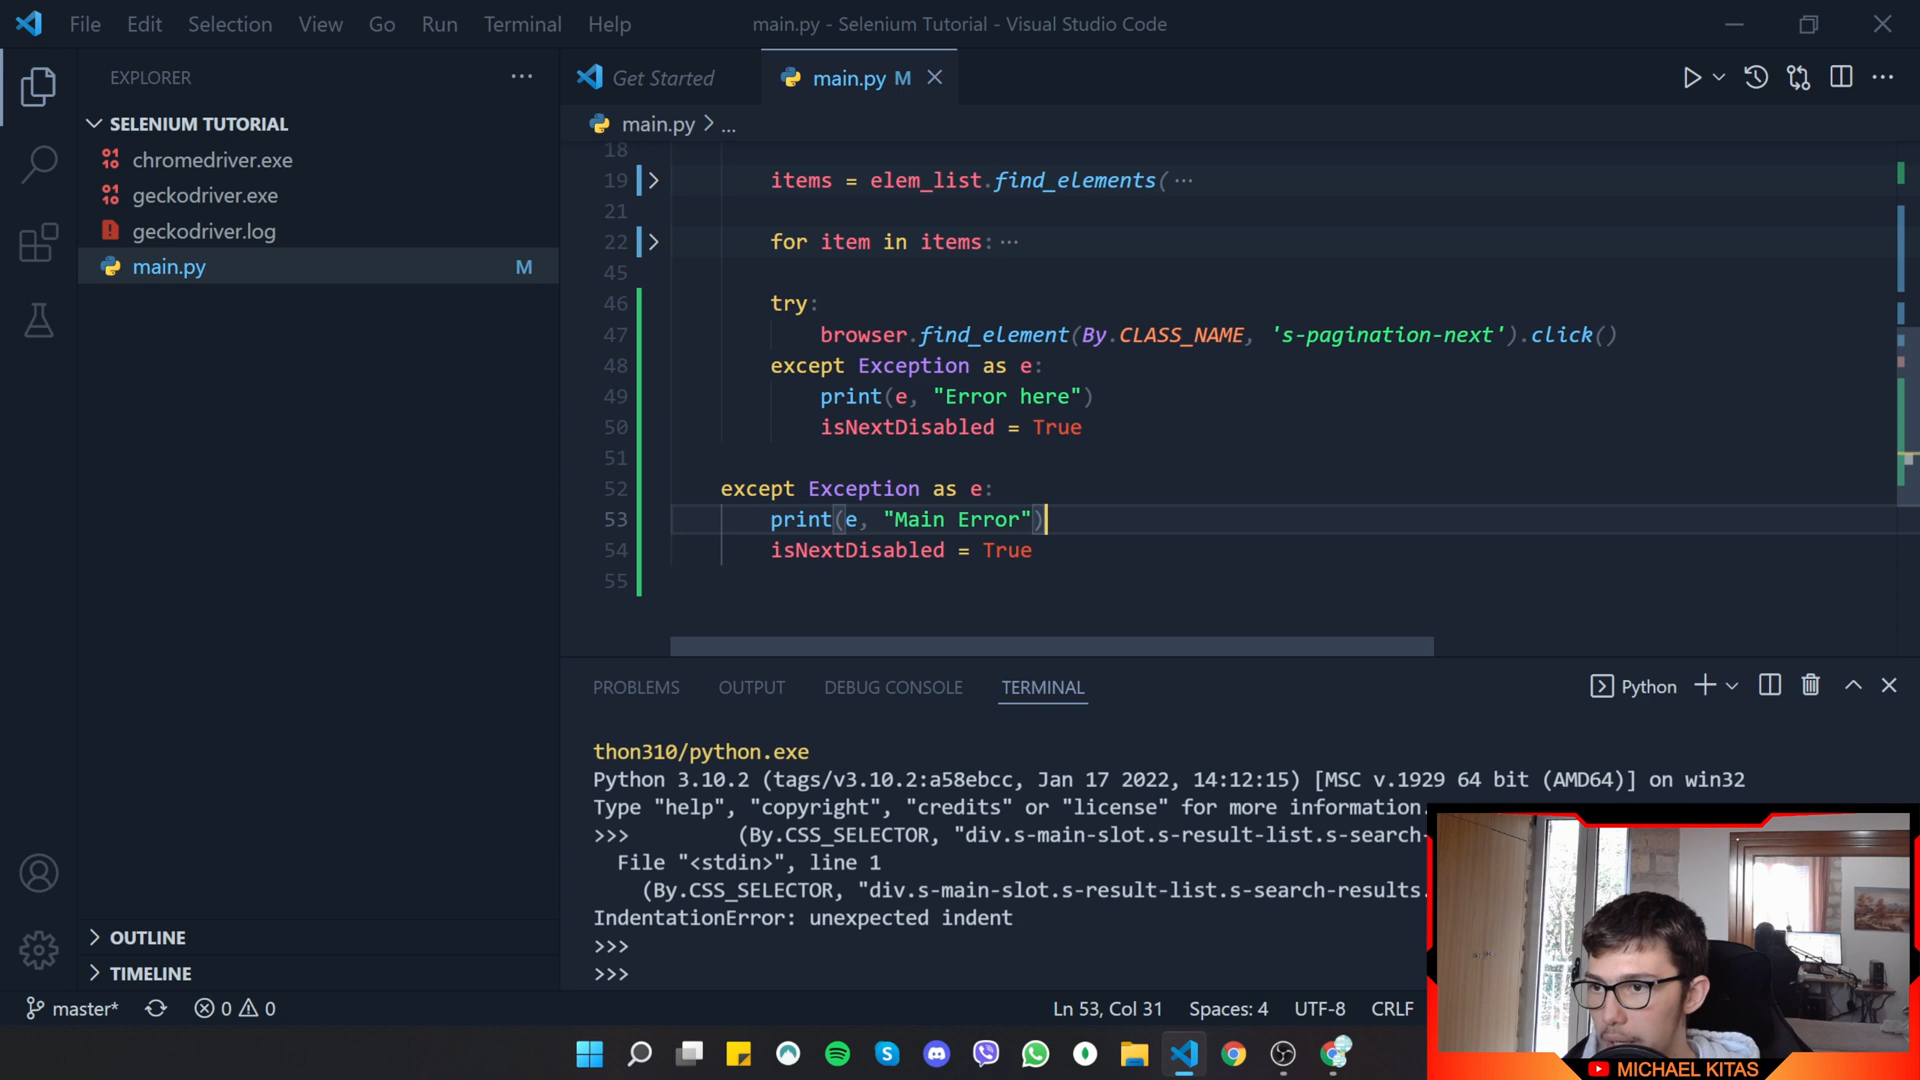 File Edit Selection View Go Run Terminal Help
main.py - Selenium Tutorial - Visual Studio Code
EXPLORER
SELENIUM TUTORIAL
chromedriver.exe
geckodriver.exe
geckodriver.log
main.py M
OUTLINE
TIMELINE
Get Started
main.py M
main.py > ...
18
19 items = elem_list.find_elements(···
21
22 for item in items:···
45
46 try:
47 browser.find_element(By.CLASS_NAME, 's-pagination-next').click()
48 except Exception as e:
49 print(e, "Error here")
50 isNextDisabled = True
51
52 except Exception as e:
53 print(e, "Main Error")
54 isNextDisabled = True
55
PROBLEMS OUTPUT DEBUG CONSOLE TERMINAL
Python
thon310/python.exe
Python 3.10.2 (tags/v3.10.2:a58ebcc, Jan 17 2022, 14:12:15) [MSC v.1929 64 bit (AMD64)] on win32
Type "help", "copyright", "credits" or "license" for more information.
>>> (By.CSS_SELECTOR, "div.s-main-slot.s-result-list.s-search-
File "<stdin>", line 1
(By.CSS_SELECTOR, "div.s-main-slot.s-result-list.s-search-results.
IndentationError: unexpected indent
>>>
>>>
master* 0 0
Ln 53, Col 31 Spaces: 4 UTF-8 CRLF
MICHAEL KITAS